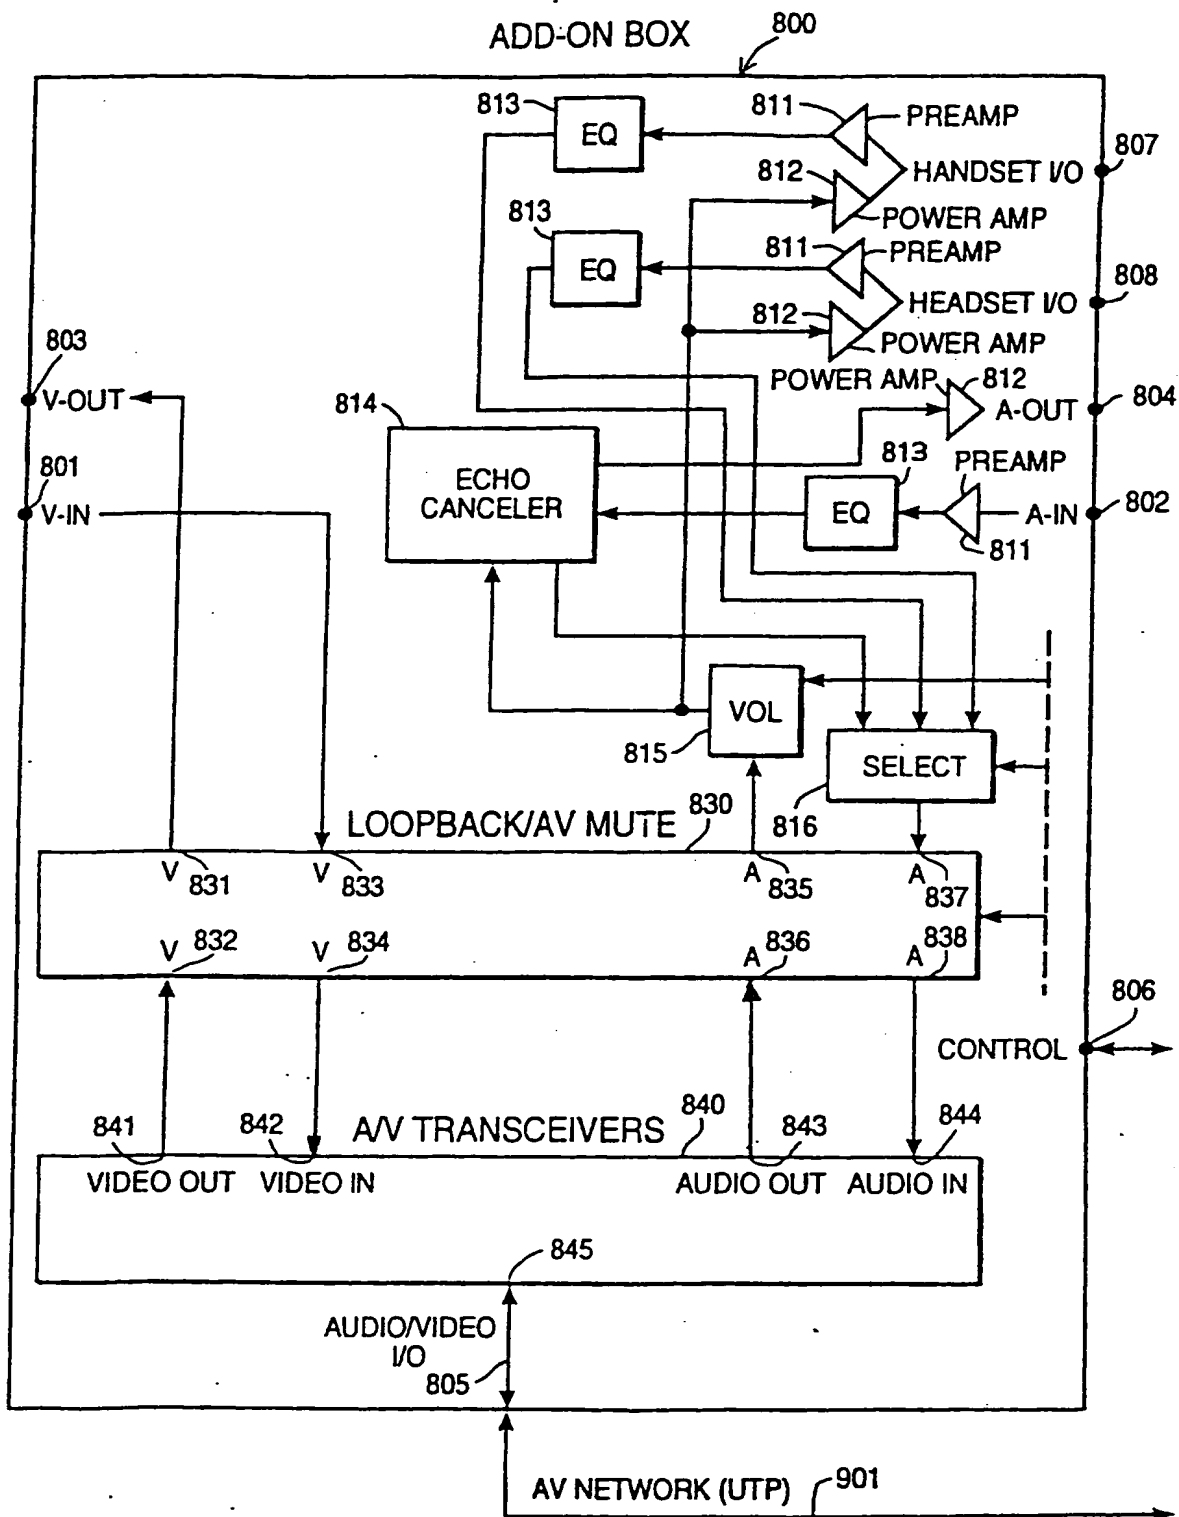 ADD-ON BOX
800
813
EQ
811
PREAMP
807
HANDSET I/O
812
POWER AMP
813
EQ
811
PREAMP
808
HEADSET I/O
812
POWER AMP
803
V-OUT
814
POWER AMP
812
A-OUT
804
801
V-IN
ECHO
CANCELER
813
EQ
PREAMP
A-IN
802
811
VOL
815
SELECT
816
LOOPBACK/AV MUTE
830
V
831
V
833
A
835
A
837
V
832
V
834
A
836
A
838
806
CONTROL
A/V TRANSCEIVERS
840
841
842
843
844
VIDEO OUT
VIDEO IN
AUDIO OUT
AUDIO IN
845
AUDIO/VIDEO
I/O
805
AV NETWORK (UTP)
901